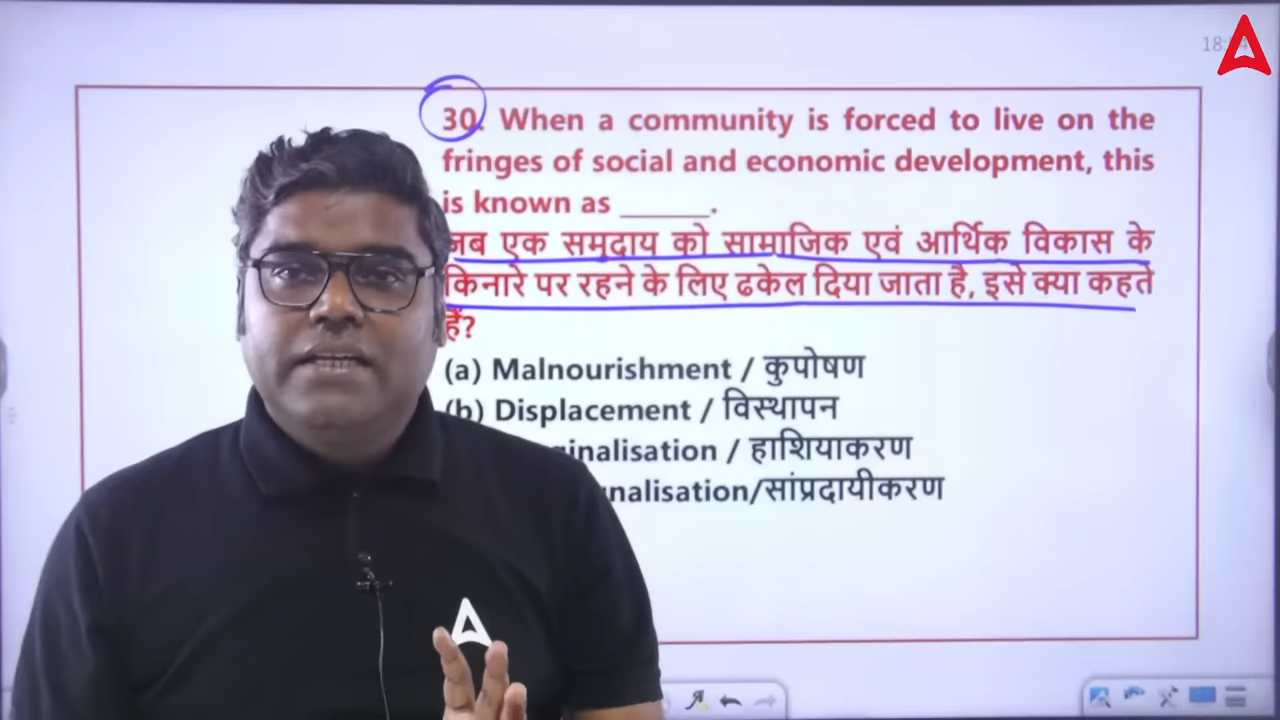 30. When a community is forced to live on the
fringes of social and economic development, this
is known as ______.
जब एक समुदाय को सामाजिक एवं आर्थिक विकास के
किनारे पर रहने के लिए ढकेल दिया जाता है, इसे क्या कहते
हैं?
(a) Malnourishment / कुपोषण
(b) Displacement / विस्थापन
/ हाशियाकरण
/सांप्रदायीकरण